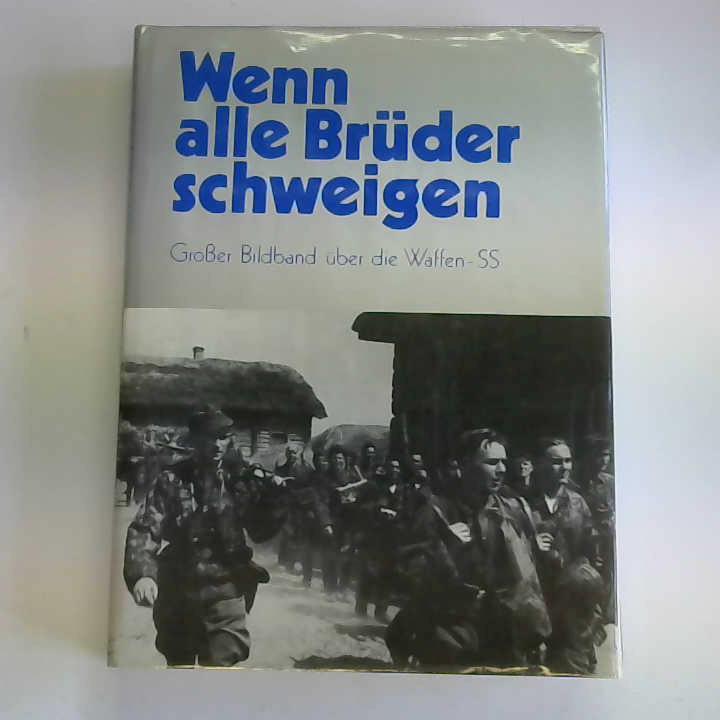 Wenn
alle Brüder
schweigen
Großer Bildband über die Waffen-SS